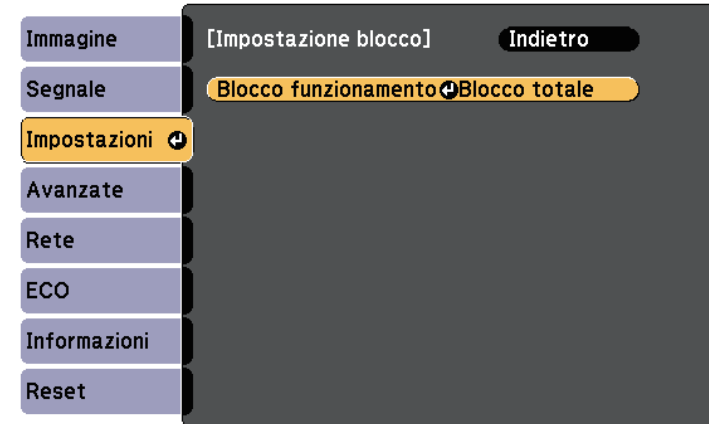 Immagine
Segnale
Impostazioni
Avanzate
Rete
ECO
Informazioni
Reset
[Impostazione blocco] Indietro
Blocco funzionamento Blocco totale